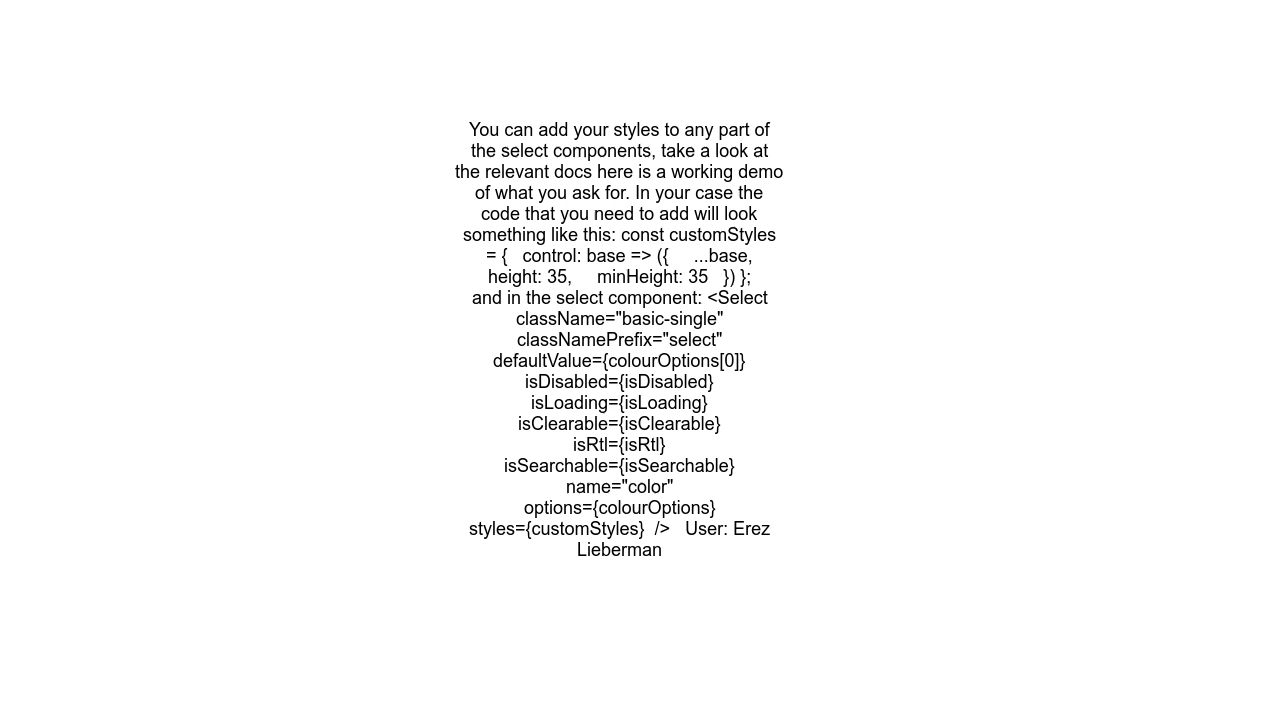 You can add your styles to any part of
the select components, take a look at
the relevant docs here is a working demo
of what you ask for. In your case the
code that you need to add will look
something like this: const customStyles
= {   control: base => ({     ...base,
height: 35,     minHeight: 35   }) };
and in the select component: <Select
className="basic-single"
classNamePrefix="select"
defaultValue={colourOptions[0]}
isDisabled={isDisabled}
isLoading={isLoading}
isClearable={isClearable}
isRtl={isRtl}
isSearchable={isSearchable}
name="color"
options={colourOptions}
styles={customStyles}  />   User: Erez
Lieberman